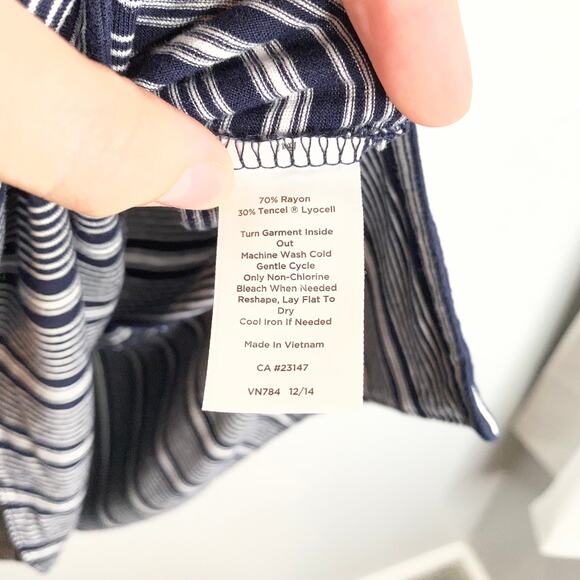 70% Rayon
30% Tencel ® Lyocell
Turn Garment Inside
Out
Machine Wash Cold
Gentle Cycle
Only Non-Chlorine
Bleach When Needed
Reshape, Lay Flat To
Dry
Cool Iron If Needed
Made in Vietnam
CA #23147
VN784 12/14